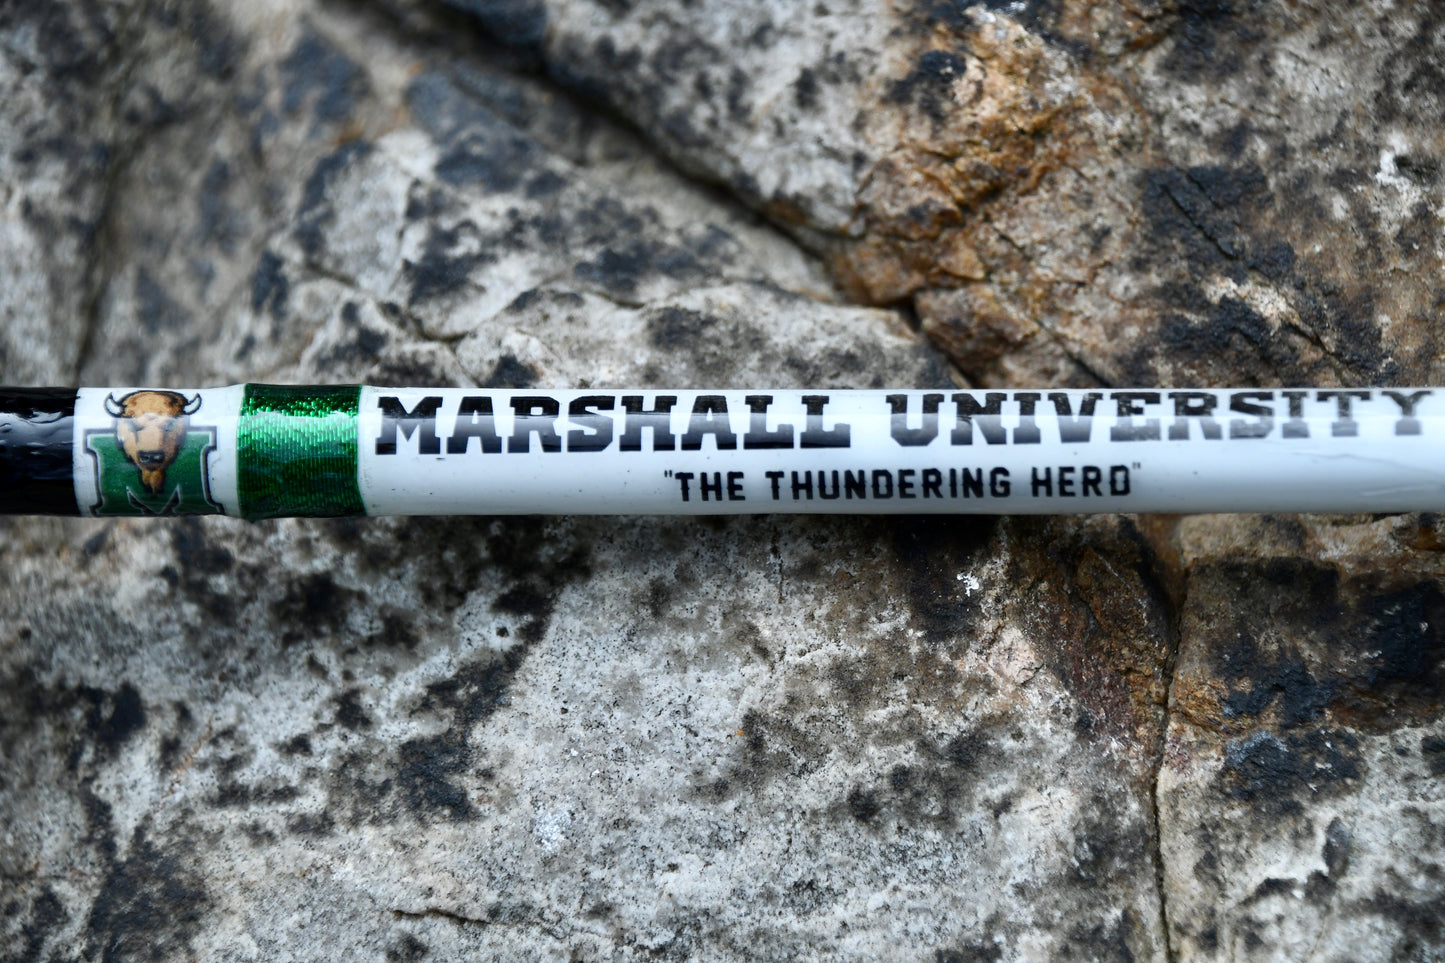 M
MARSHALL UNIVERSITY
"THE THUNDERING HERD"